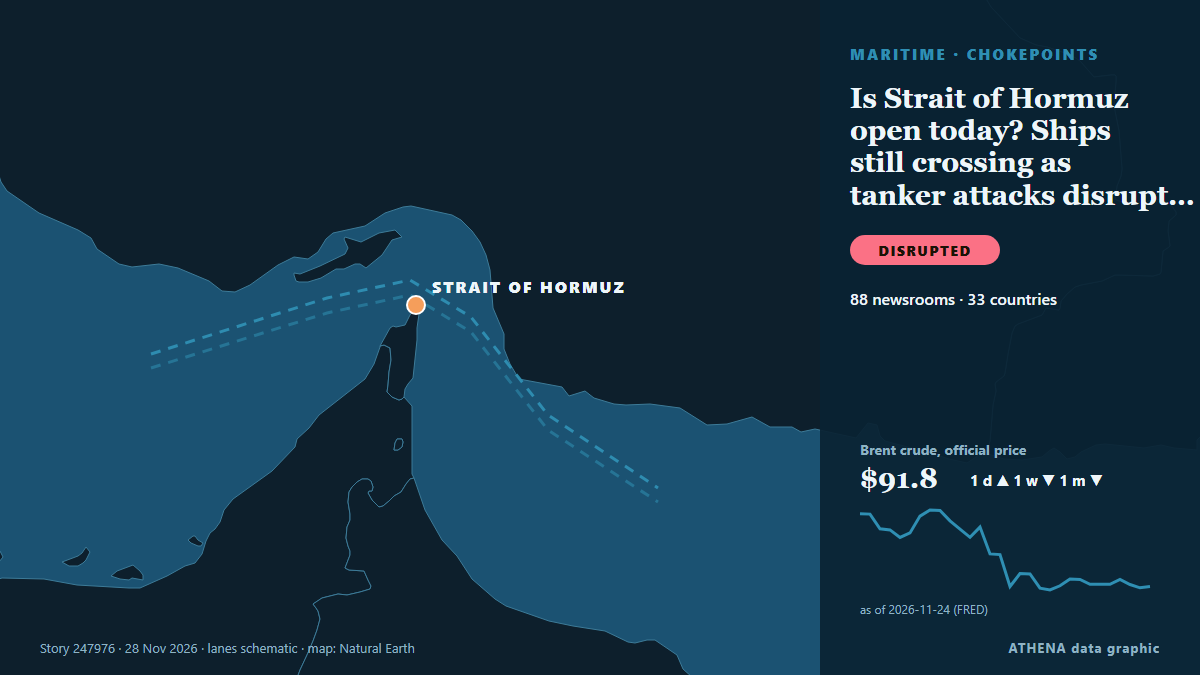 MARITIME · CHOKEPOINTS
Is Strait of Hormuz
open today? Ships
still crossing as
tanker attacks disrupt…
DISRUPTED
88 newsrooms · 33 countries
STRAIT OF HORMUZ
Brent crude, official price
$91.8 1 d ▲ 1 w ▼ 1 m ▼
as of 2026-11-24 (FRED)
Story 247976 · 28 Nov 2026 · lanes schematic · map: Natural Earth
ATHENA data graphic